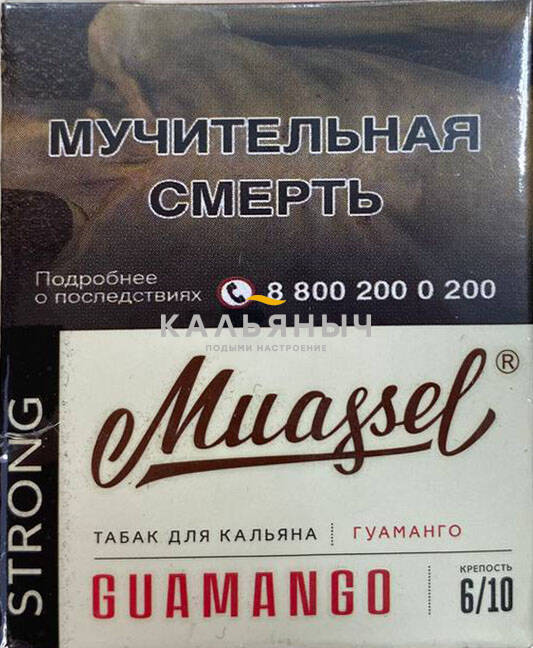 МУЧИТЕЛЬНАЯ
СМЕРТЬ
Подробнее
о последствиях 8 800 200 0 200
КАЛЬЯНЫЧ
ПОДЫМИ НАСТРОЕНИЕ
STRONG
Muassel®
ТАБАК ДЛЯ КАЛЬЯНА ГУАМАНГО
GUAMANGO
КРЕПОСТЬ
6/10